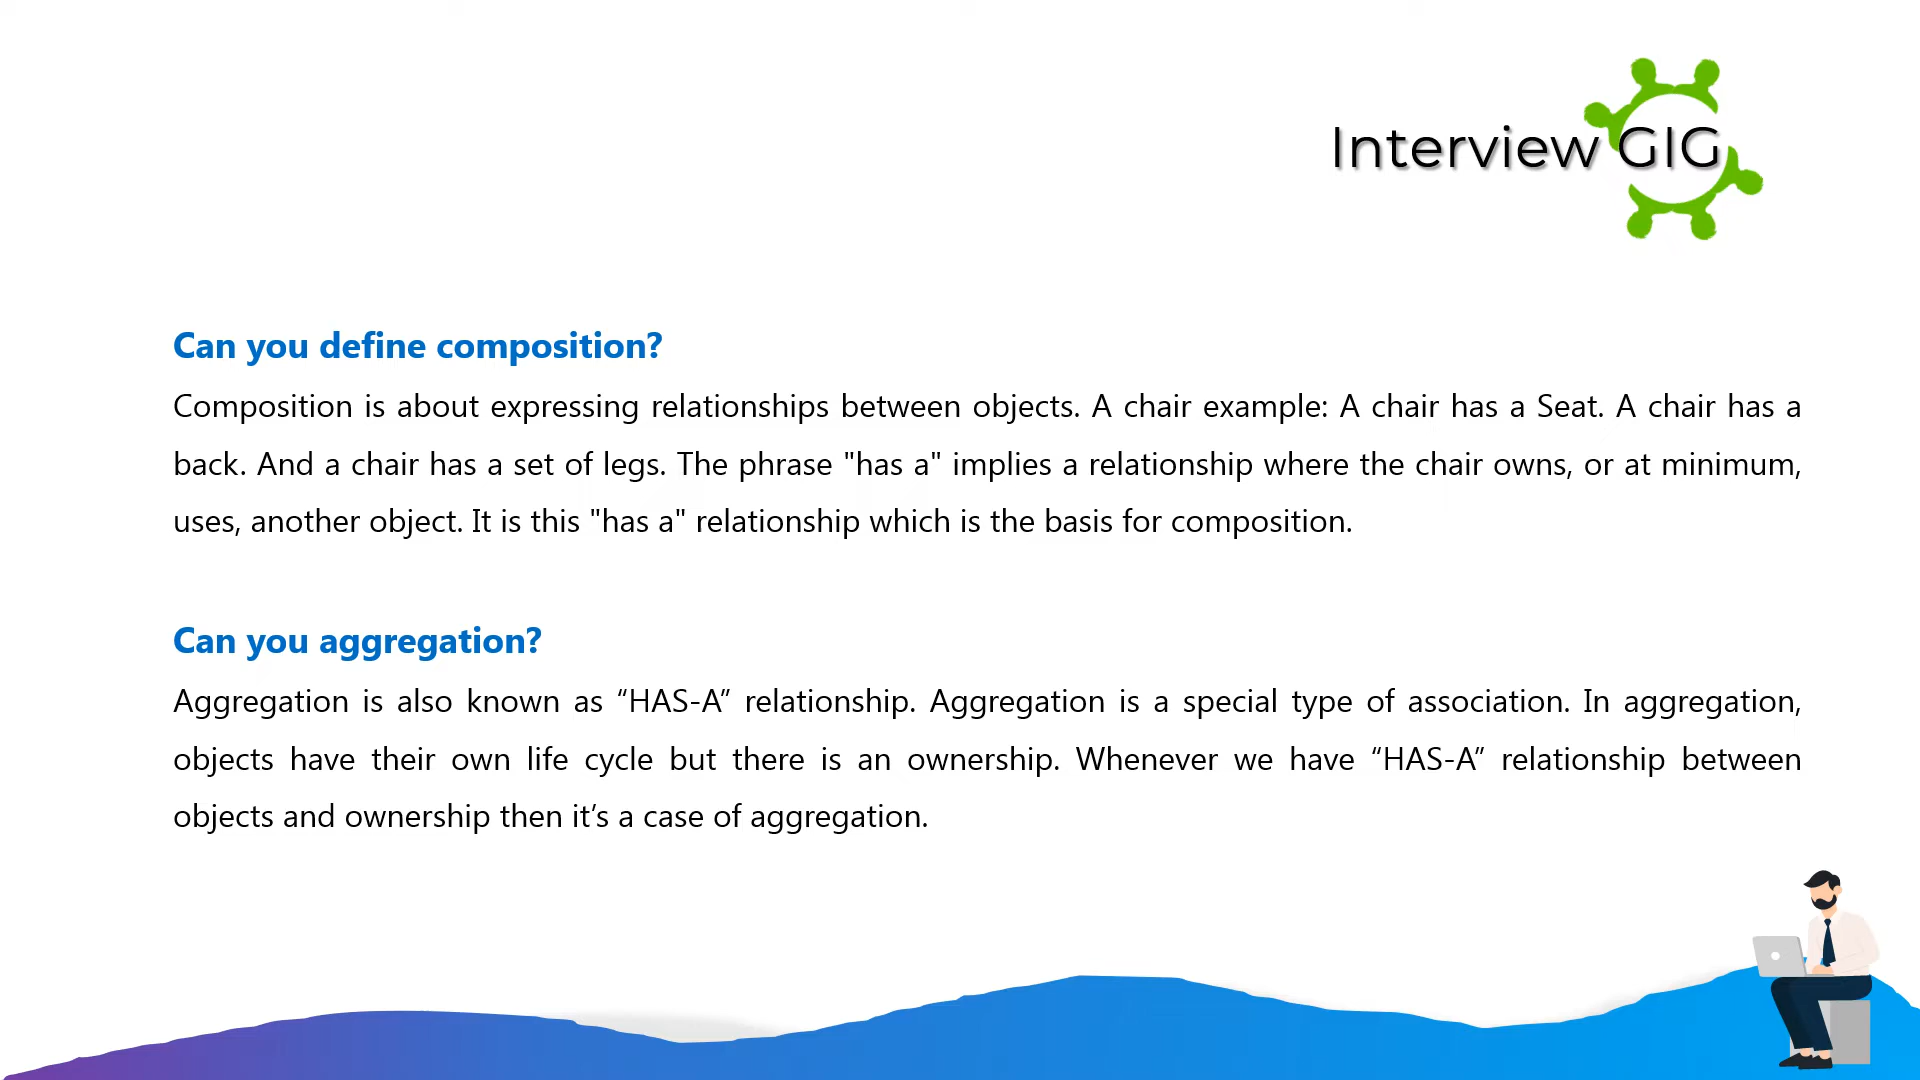 Interview GIG
Can you define composition?
Composition is about expressing relationships between objects. A chair example: A chair has a Seat. A chair has a
back. And a chair has a set of legs. The phrase "has a" implies a relationship where the chair owns, or at minimum,
uses, another object. It is this "has a" relationship which is the basis for composition.
Can you aggregation?
Aggregation is also known as “HAS-A” relationship. Aggregation is a special type of association. In aggregation,
objects have their own life cycle but there is an ownership. Whenever we have “HAS-A” relationship between
objects and ownership then it’s a case of aggregation.